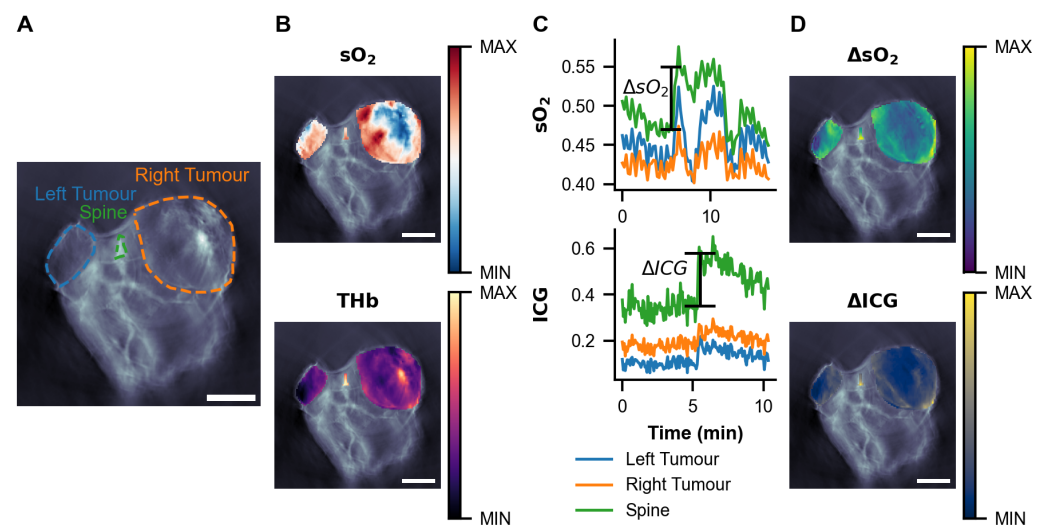 A
Right Tumour
Left Tumour
Spine
B
sO₂
MAX
MIN
THb
MAX
MIN
C
sO₂
0.55
0.50
0.45
0.40
ΔsO₂
0
10
ICG
0.6
0.4
0.2
ΔICG
0
5
10
Time (min)
Left Tumour
Right Tumour
Spine
D
ΔsO₂
MAX
MIN
ΔICG
MAX
MIN